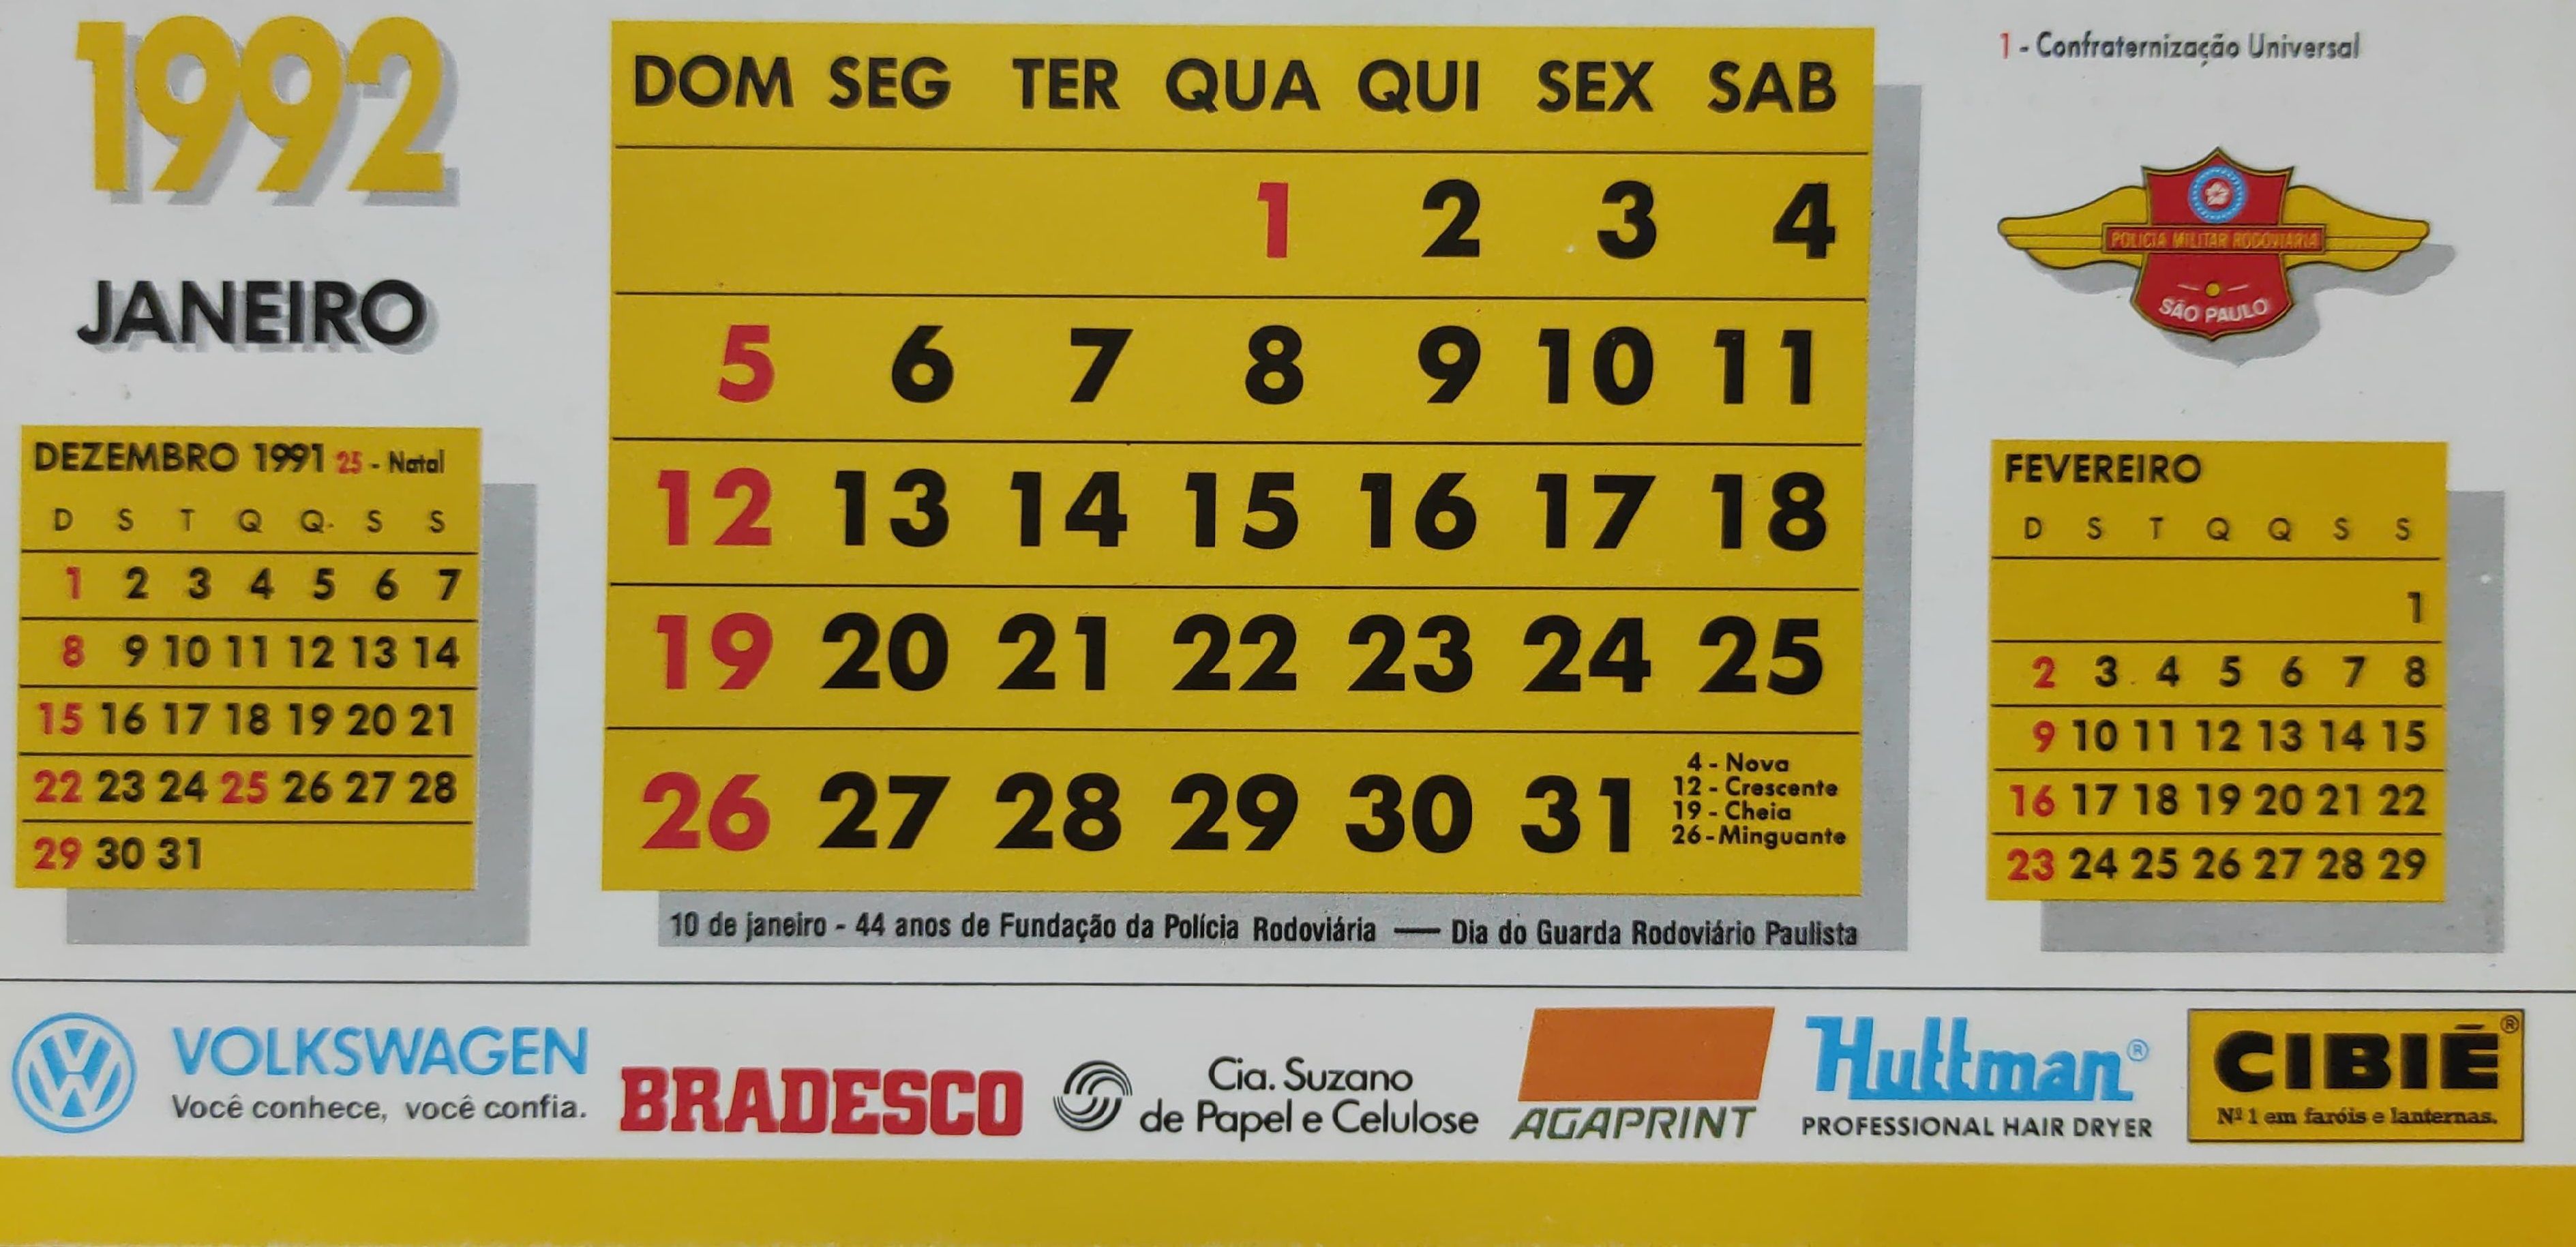 1992
JANEIRO
DEZEMBRO 1991 25 - Natal
D S T Q Q S S
1 2 3 4 5 6 7
8 9 10 11 12 13 14
15 16 17 18 19 20 21
22 23 24 25 26 27 28
29 30 31
DOM SEG TER QUA QUI SEX SAB
1 2 3 4
5 6 7 8 9 10 11
12 13 14 15 16 17 18
19 20 21 22 23 24 25
26 27 28 29 30 31
4 - Nova
12 - Crescente
19 - Cheia
26 - Minguante
10 de janeiro - 44 anos de Fundação da Polícia Rodoviária — Dia do Guarda Rodoviário Paulista
1 - Confraternização Universal
POLÍCIA MILITAR RODOVIÁRIA
SÃO PAULO
FEVEREIRO
D S T Q Q S S
1
2 3 4 5 6 7 8
9 10 11 12 13 14 15
16 17 18 19 20 21 22
23 24 25 26 27 28 29
VW VOLKSWAGEN
Você conhece, você confia.
BRADESCO
Cia. Suzano
de Papel e Celulose
AGAPRINT
Huttman®
PROFESSIONAL HAIR DRYER
CIBIÉ®
Nº 1 em faróis e lanternas.